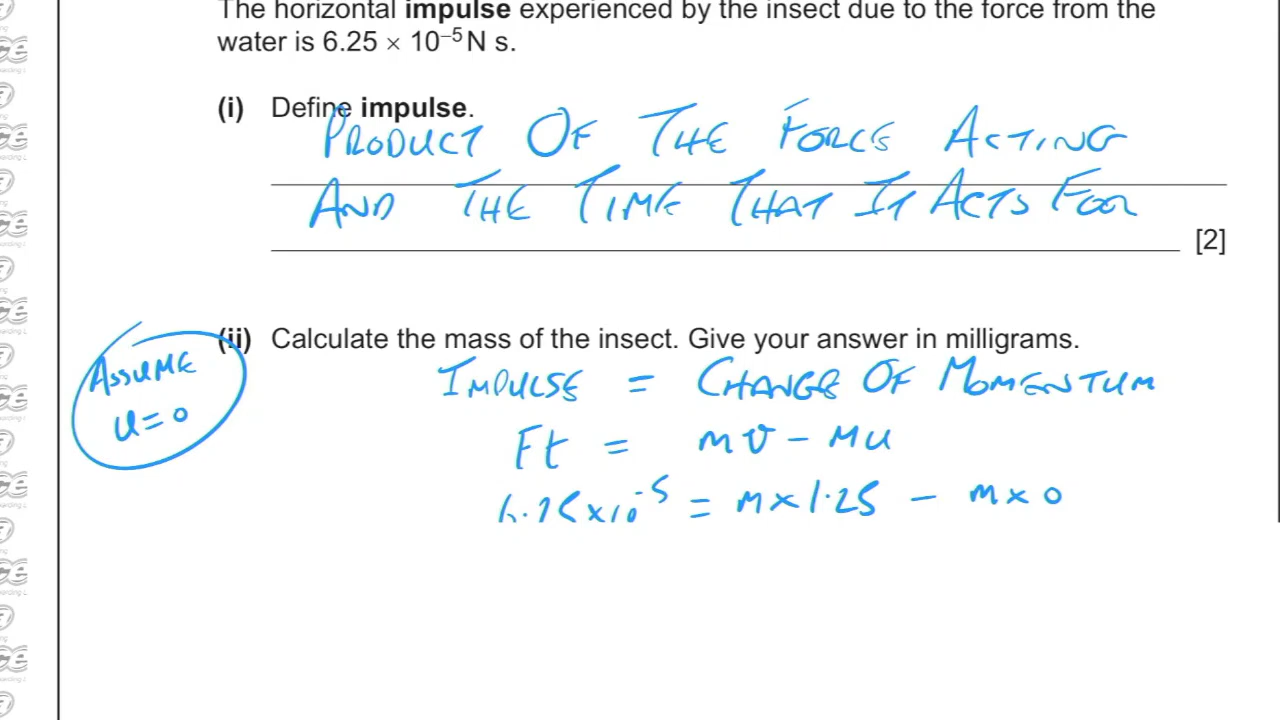 The horizontal impulse experienced by the insect due to the force from the
water is 6.25 × 10⁻⁵ N s.
(i) Define impulse.
PRODUCT OF THE FORCE ACTING
AND THE TIME THAT IT ACTS FOR
[2]
(ii) Calculate the mass of the insect. Give your answer in milligrams.
ASSUME
u = 0
IMPULSE = CHANGE OF MOMENTUM
Ft = mv - mu
6.25 × 10⁻⁵ = m × 1.25 - m × 0